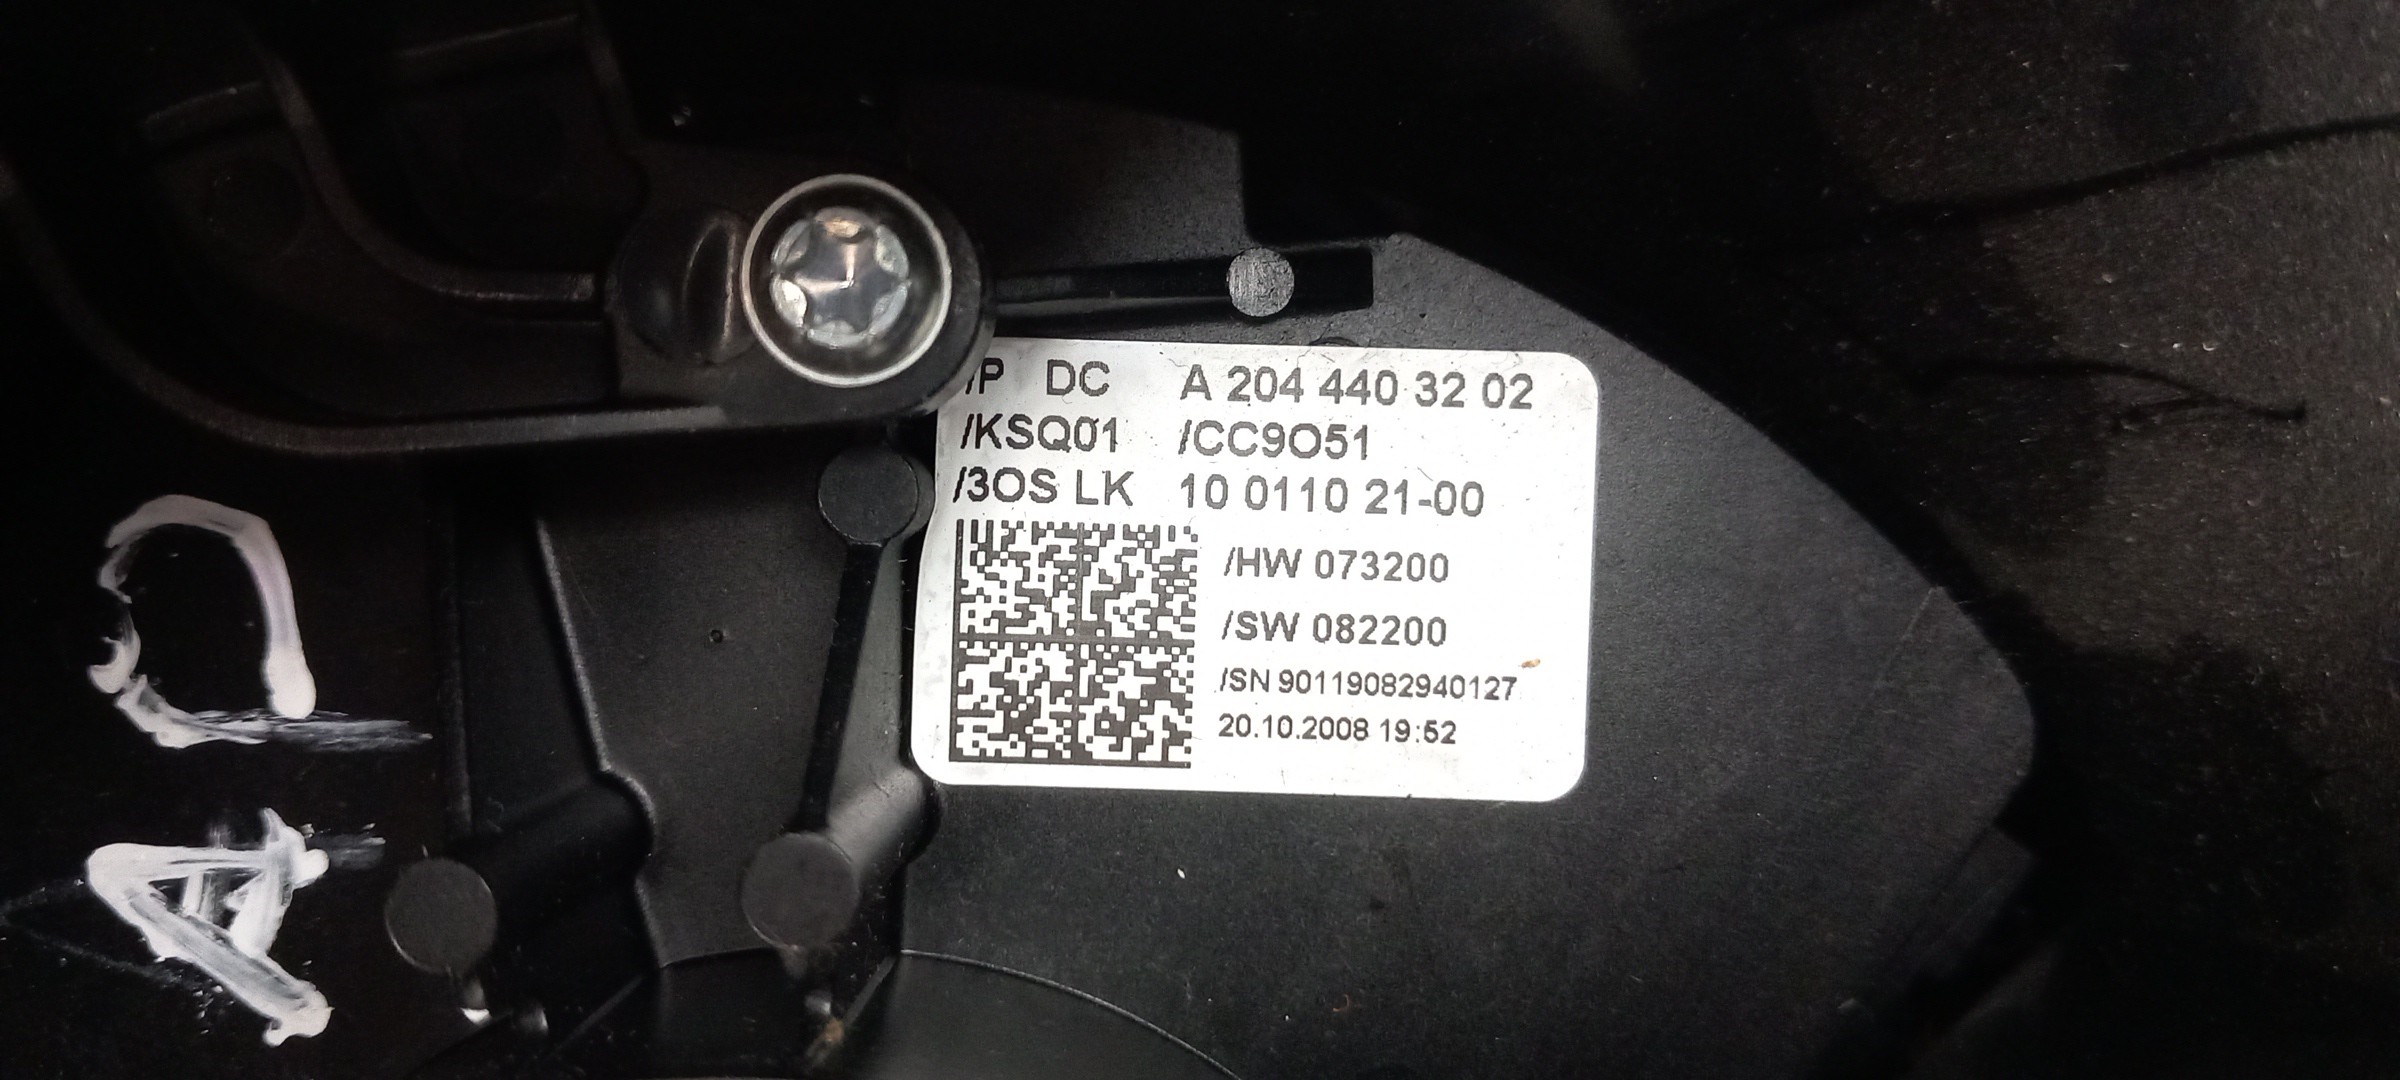 /P DC A 204 440 32 02
/KSQ01 /CC9O51
/3OS LK 10 0110 21-00
/HW 073200
/SW 082200
/SN 90119082940127
20.10.2008 19:52